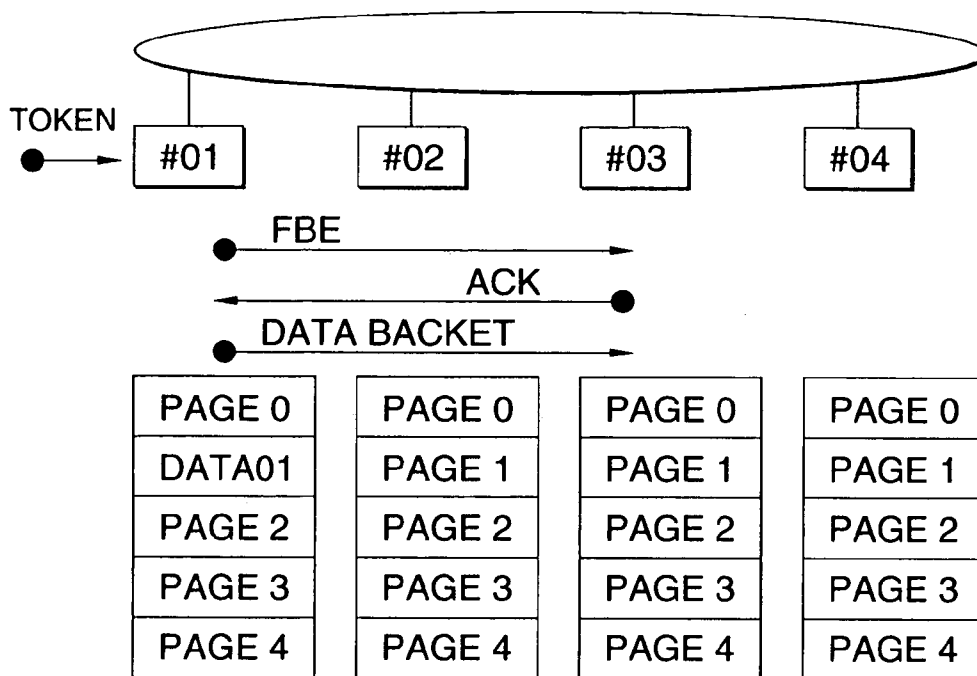 TOKEN
#01 #02 #03 #04
FBE
ACK
DATA BACKET
PAGE 0 PAGE 0 PAGE 0 PAGE 0
DATA01 PAGE 1 PAGE 1 PAGE 1
PAGE 2 PAGE 2 PAGE 2 PAGE 2
PAGE 3 PAGE 3 PAGE 3 PAGE 3
PAGE 4 PAGE 4 PAGE 4 PAGE 4